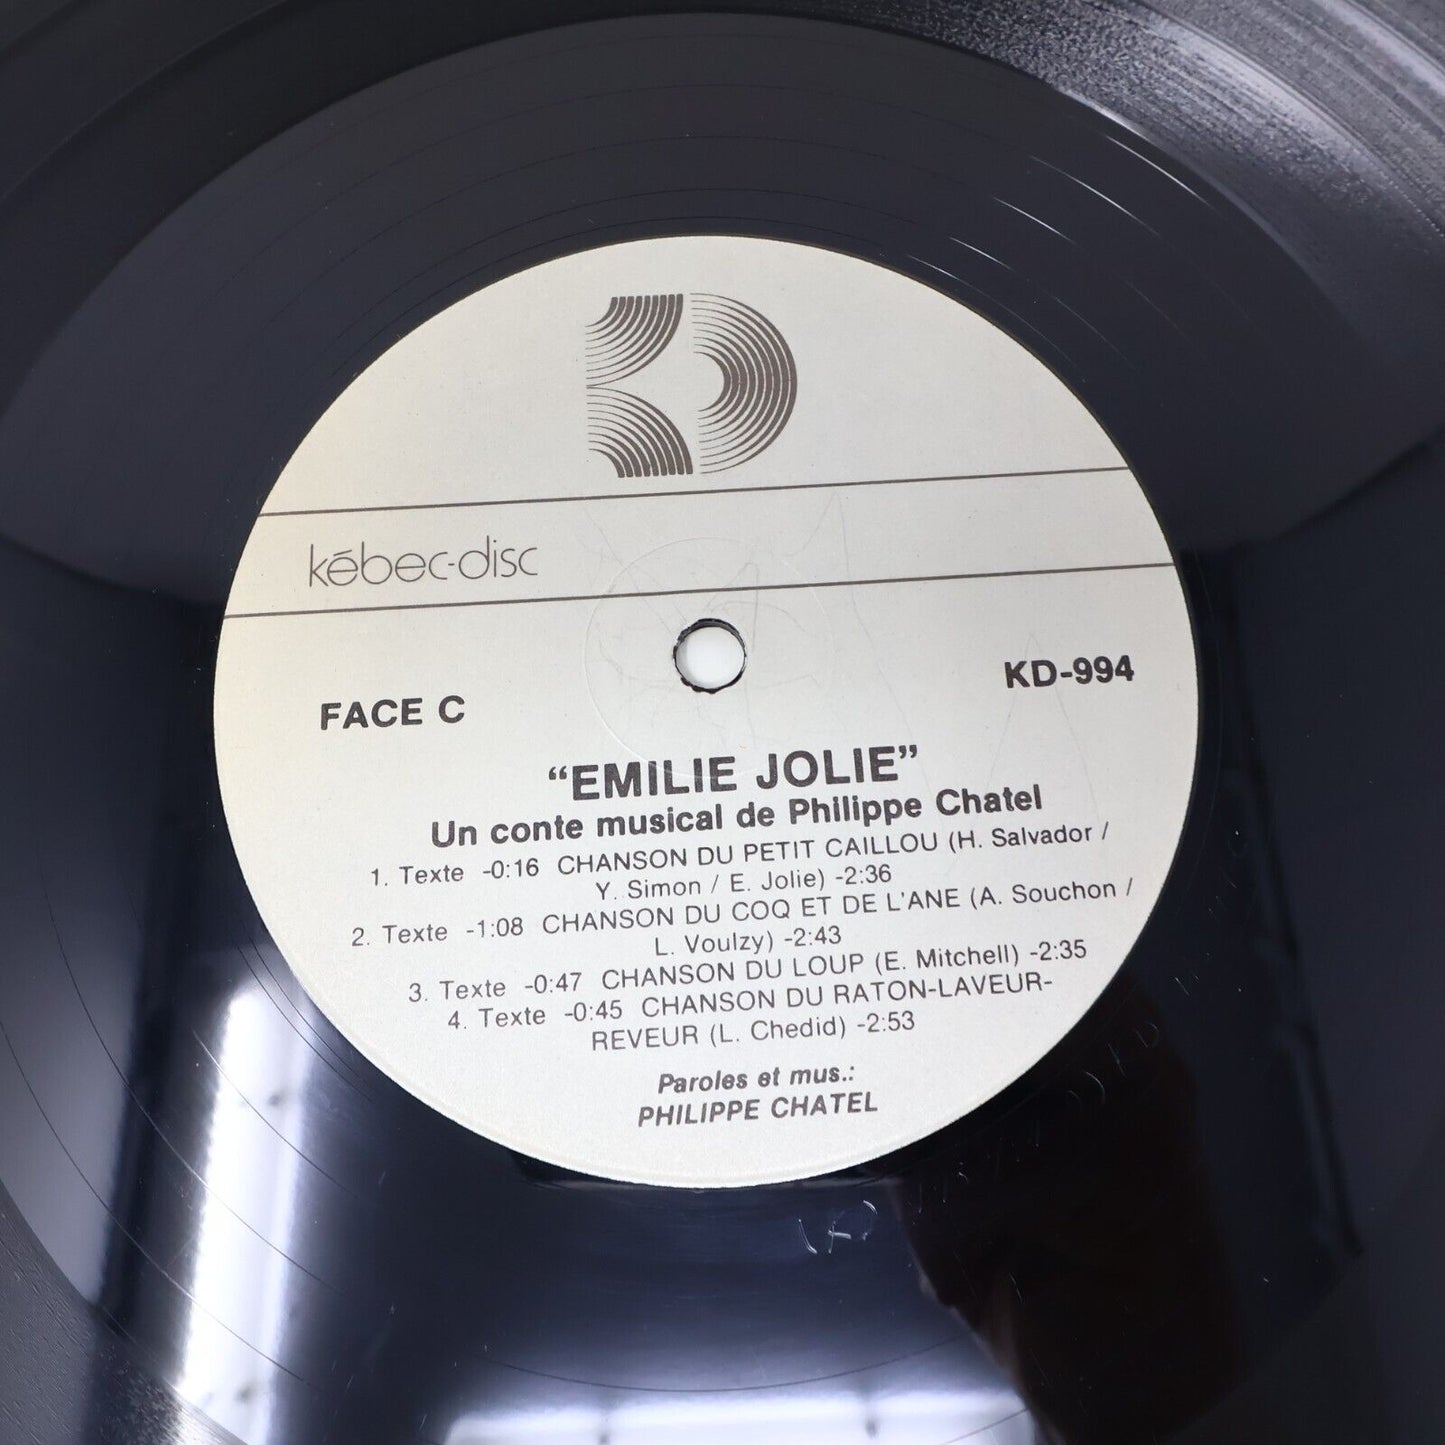 kébec-disc
FACE C
KD-994
“EMILIE JOLIE”
Un conte musical de Philippe Chatel
1. Texte -0:16 CHANSON DU PETIT CAILLOU (H. Salvador /
Y. Simon / E. Jolie) -2:36
2. Texte -1:08 CHANSON DU COQ ET DE L'ANE (A. Souchon /
L. Voulzy) -2:43
3. Texte -0:47 CHANSON DU LOUP (E. Mitchell) -2:35
4. Texte -0:45 CHANSON DU RATON-LAVEUR-
REVEUR (L. Chedid) -2:53
Paroles et mus.:
PHILIPPE CHATEL